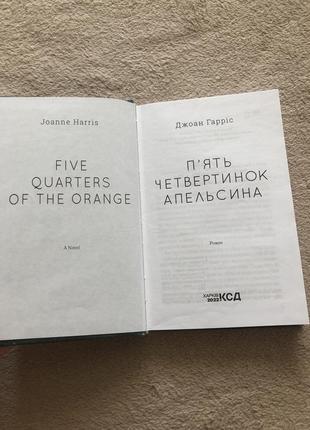 Joanne Harris
FIVE
QUARTERS
OF THE ORANGE
A Novel
Джоан Гарріс
П'ЯТЬ
ЧЕТВЕРТИНОК
АПЕЛЬСИНА
Роман
ХАРКІВ
2022 КСД